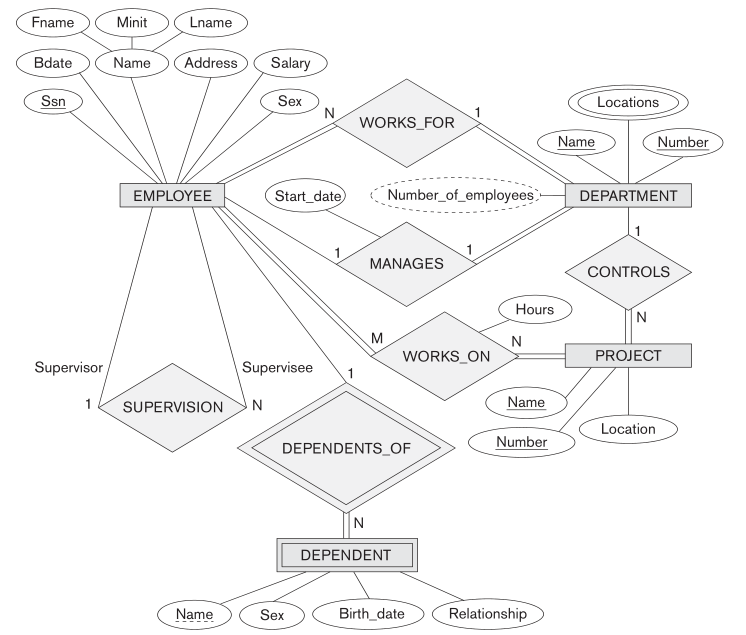 Fname
Minit
Lname
Bdate
Name
Address
Salary
Ssn
Sex
N
WORKS_FOR
1
Locations
Name
Number
EMPLOYEE
Start_date
Number_of_employees
DEPARTMENT
1
MANAGES
1
1
CONTROLS
N
Hours
M
WORKS_ON
N
PROJECT
Supervisor
Supervisee
1
1
SUPERVISION
N
Name
Number
Location
DEPENDENTS_OF
N
DEPENDENT
Name
Sex
Birth_date
Relationship